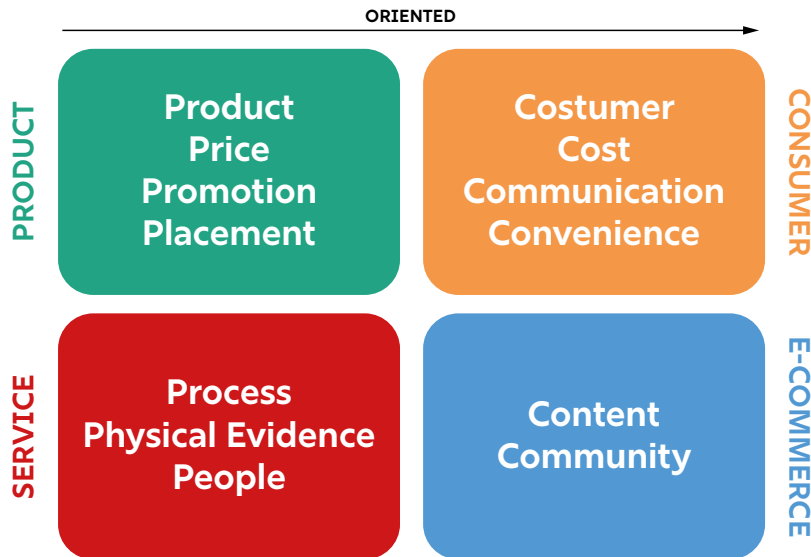 ORIENTED
PRODUCT
Product
Price
Promotion
Placement
Costumer
Cost
Communication
Convenience
CONSUMER
SERVICE
Process
Physical Evidence
People
Content
Community
E-COMMERCE